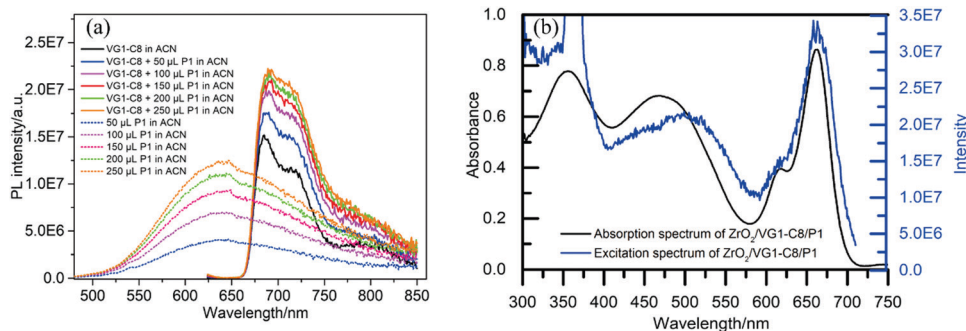 (a)
PL intensity/a.u.
2.5E7
2.0E7
1.5E7
1.0E7
5.0E6
0.0
VG1-C8 in ACN
VG1-C8 + 50 µL P1 in ACN
VG1-C8 + 100 µL P1 in ACN
VG1-C8 + 150 µL P1 in ACN
VG1-C8 + 200 µL P1 in ACN
VG1-C8 + 250 µL P1 in ACN
50 µL P1 in ACN
100 µL P1 in ACN
150 µL P1 in ACN
200 µL P1 in ACN
250 µL P1 in ACN
500 550 600 650 700 750 800 850
Wavelength/nm
(b)
Absorbance
1.0
0.8
0.6
0.4
0.2
0.0
Absorption spectrum of ZrO₂/VG1-C8/P1
Excitation spectrum of ZrO₂/VG1-C8/P1
300 400 500 600 700 750
Wavelength/nm
3.5E7
3.0E7
2.5E7
2.0E7
1.5E7
1.0E7
5.0E6
0.0
Intensity